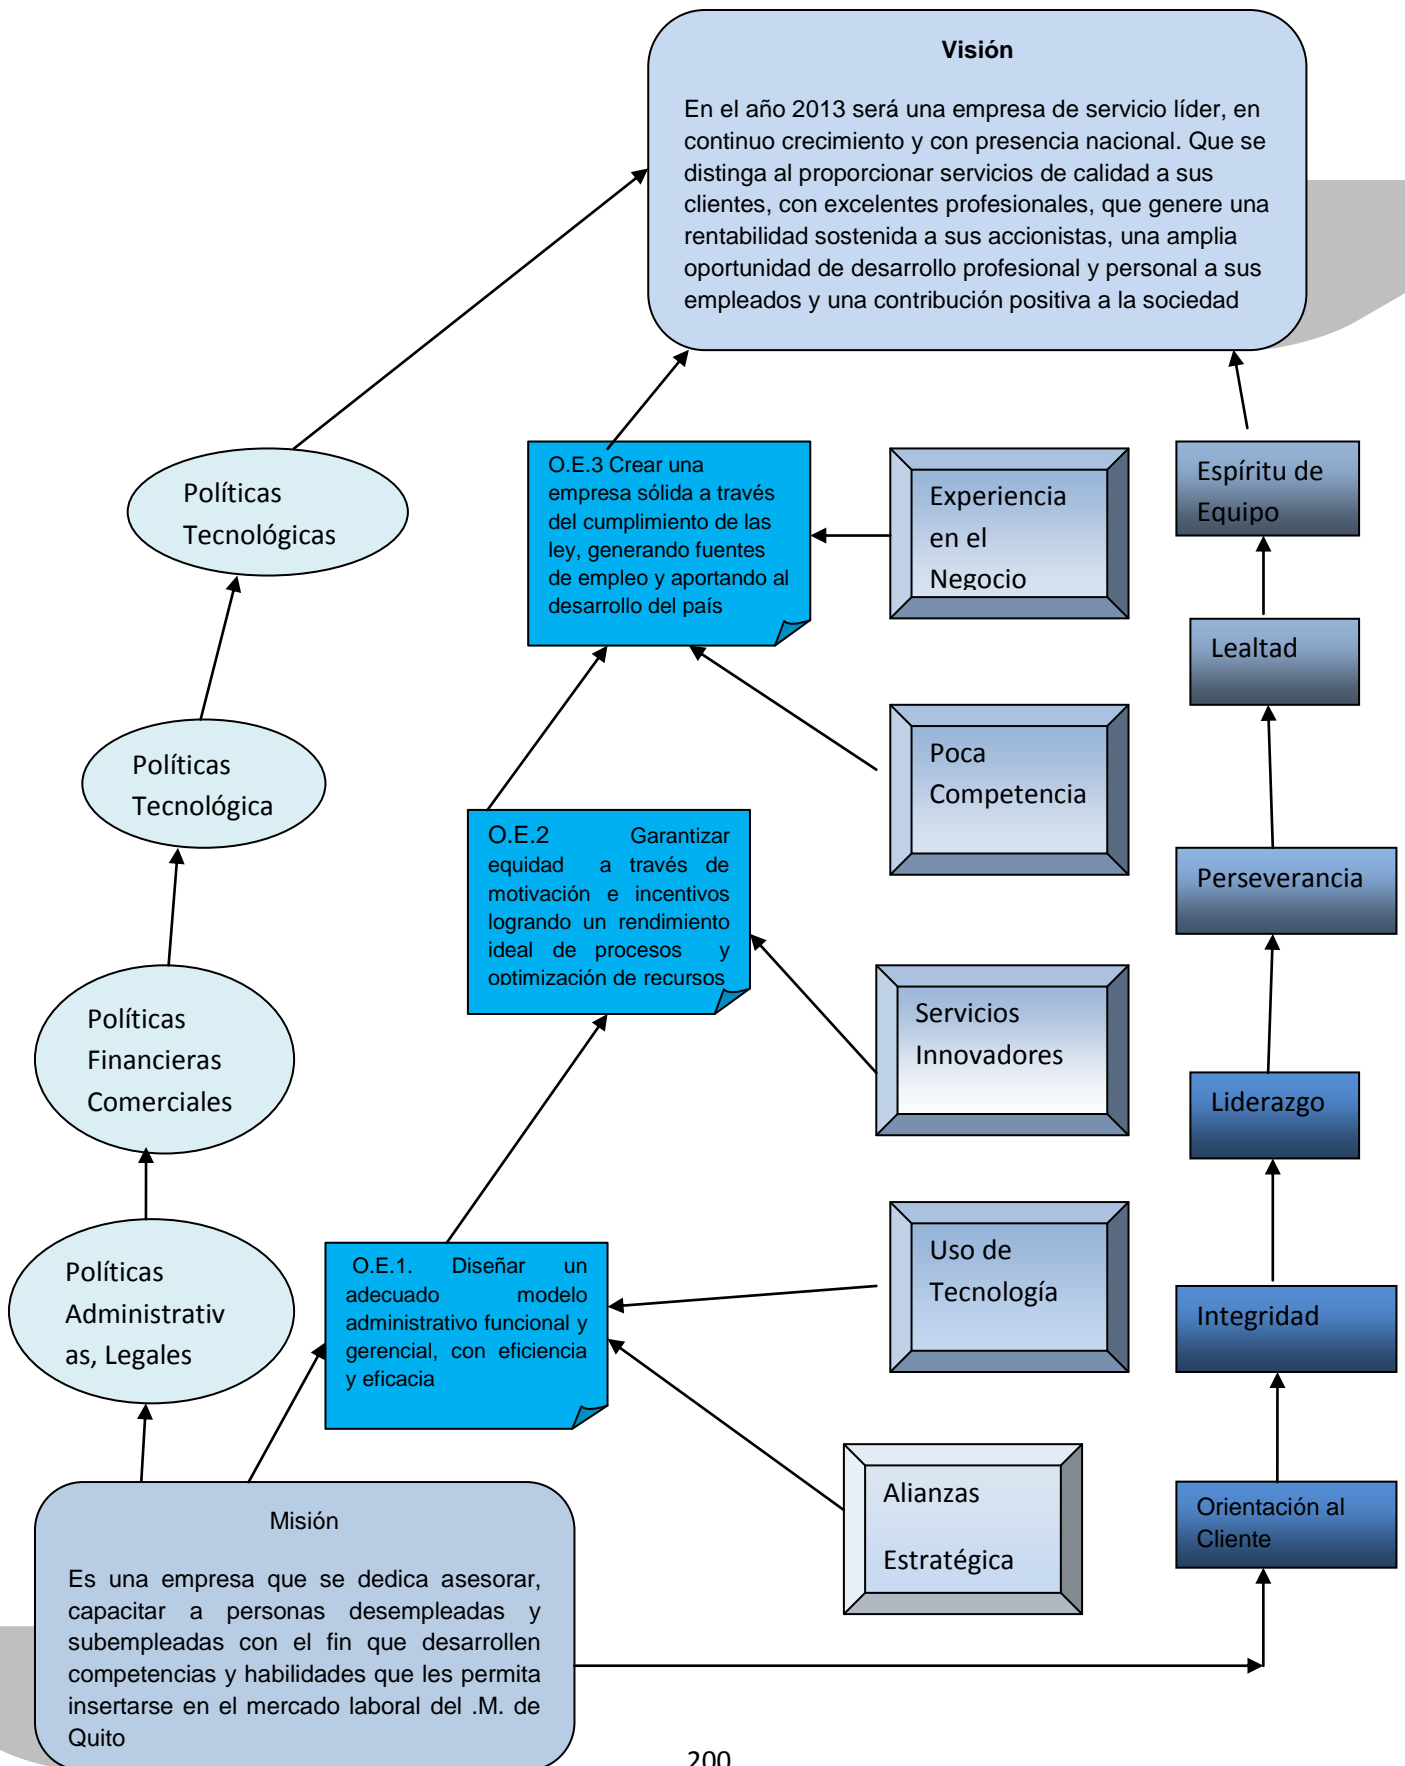 Visión
En el año 2013 será una empresa de servicio líder, en
continuo crecimiento y con presencia nacional. Que se
distinga al proporcionar servicios de calidad a sus
clientes, con excelentes profesionales, que genere una
rentabilidad sostenida a sus accionistas, una amplia
oportunidad de desarrollo profesional y personal a sus
empleados y una contribución positiva a la sociedad
Políticas
Tecnológicas
O.E.3 Crear una
empresa sólida a través
del cumplimiento de las
ley, generando fuentes
de empleo y aportando al
desarrollo del país
Experiencia
en el
Negocio
Espíritu de
Equipo
Lealtad
Políticas
Tecnológica
Poca
Competencia
O.E.2 Garantizar
equidad a través de
motivación e incentivos
logrando un rendimiento
ideal de procesos y
optimización de recursos
Perseverancia
Políticas
Financieras
Comerciales
Servicios
Innovadores
Liderazgo
Políticas
Administrativ
as, Legales
O.E.1. Diseñar un
adecuado modelo
administrativo funcional y
gerencial, con eficiencia
y eficacia
Uso de
Tecnología
Integridad
Alianzas
Estratégica
Orientación al
Cliente
Misión
Es una empresa que se dedica asesorar,
capacitar a personas desempleadas y
subempleadas con el fin que desarrollen
competencias y habilidades que les permita
insertarse en el mercado laboral del .M. de
Quito
200